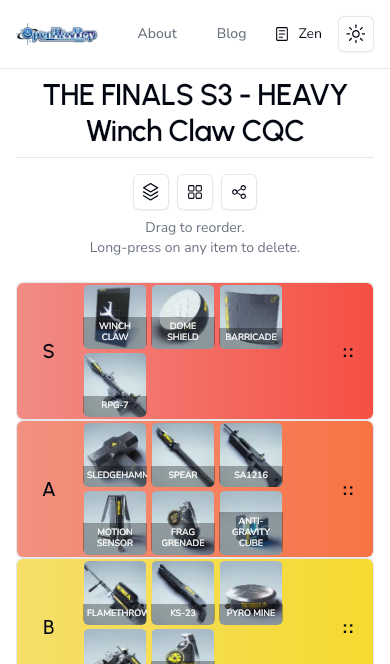 OpenMonkey
About
Blog
Zen
THE FINALS S3 - HEAVY
Winch Claw CQC
Drag to reorder.
Long-press on any item to delete.
S
WINCH
CLAW
DOME
SHIELD
BARRICADE
RPG-7
A
SLEDGEHAMM
SPEAR
SA1216
MOTION
SENSOR
FRAG
GRENADE
ANTI-
GRAVITY
CUBE
B
FLAMETHROW
KS-23
PYRO MINE